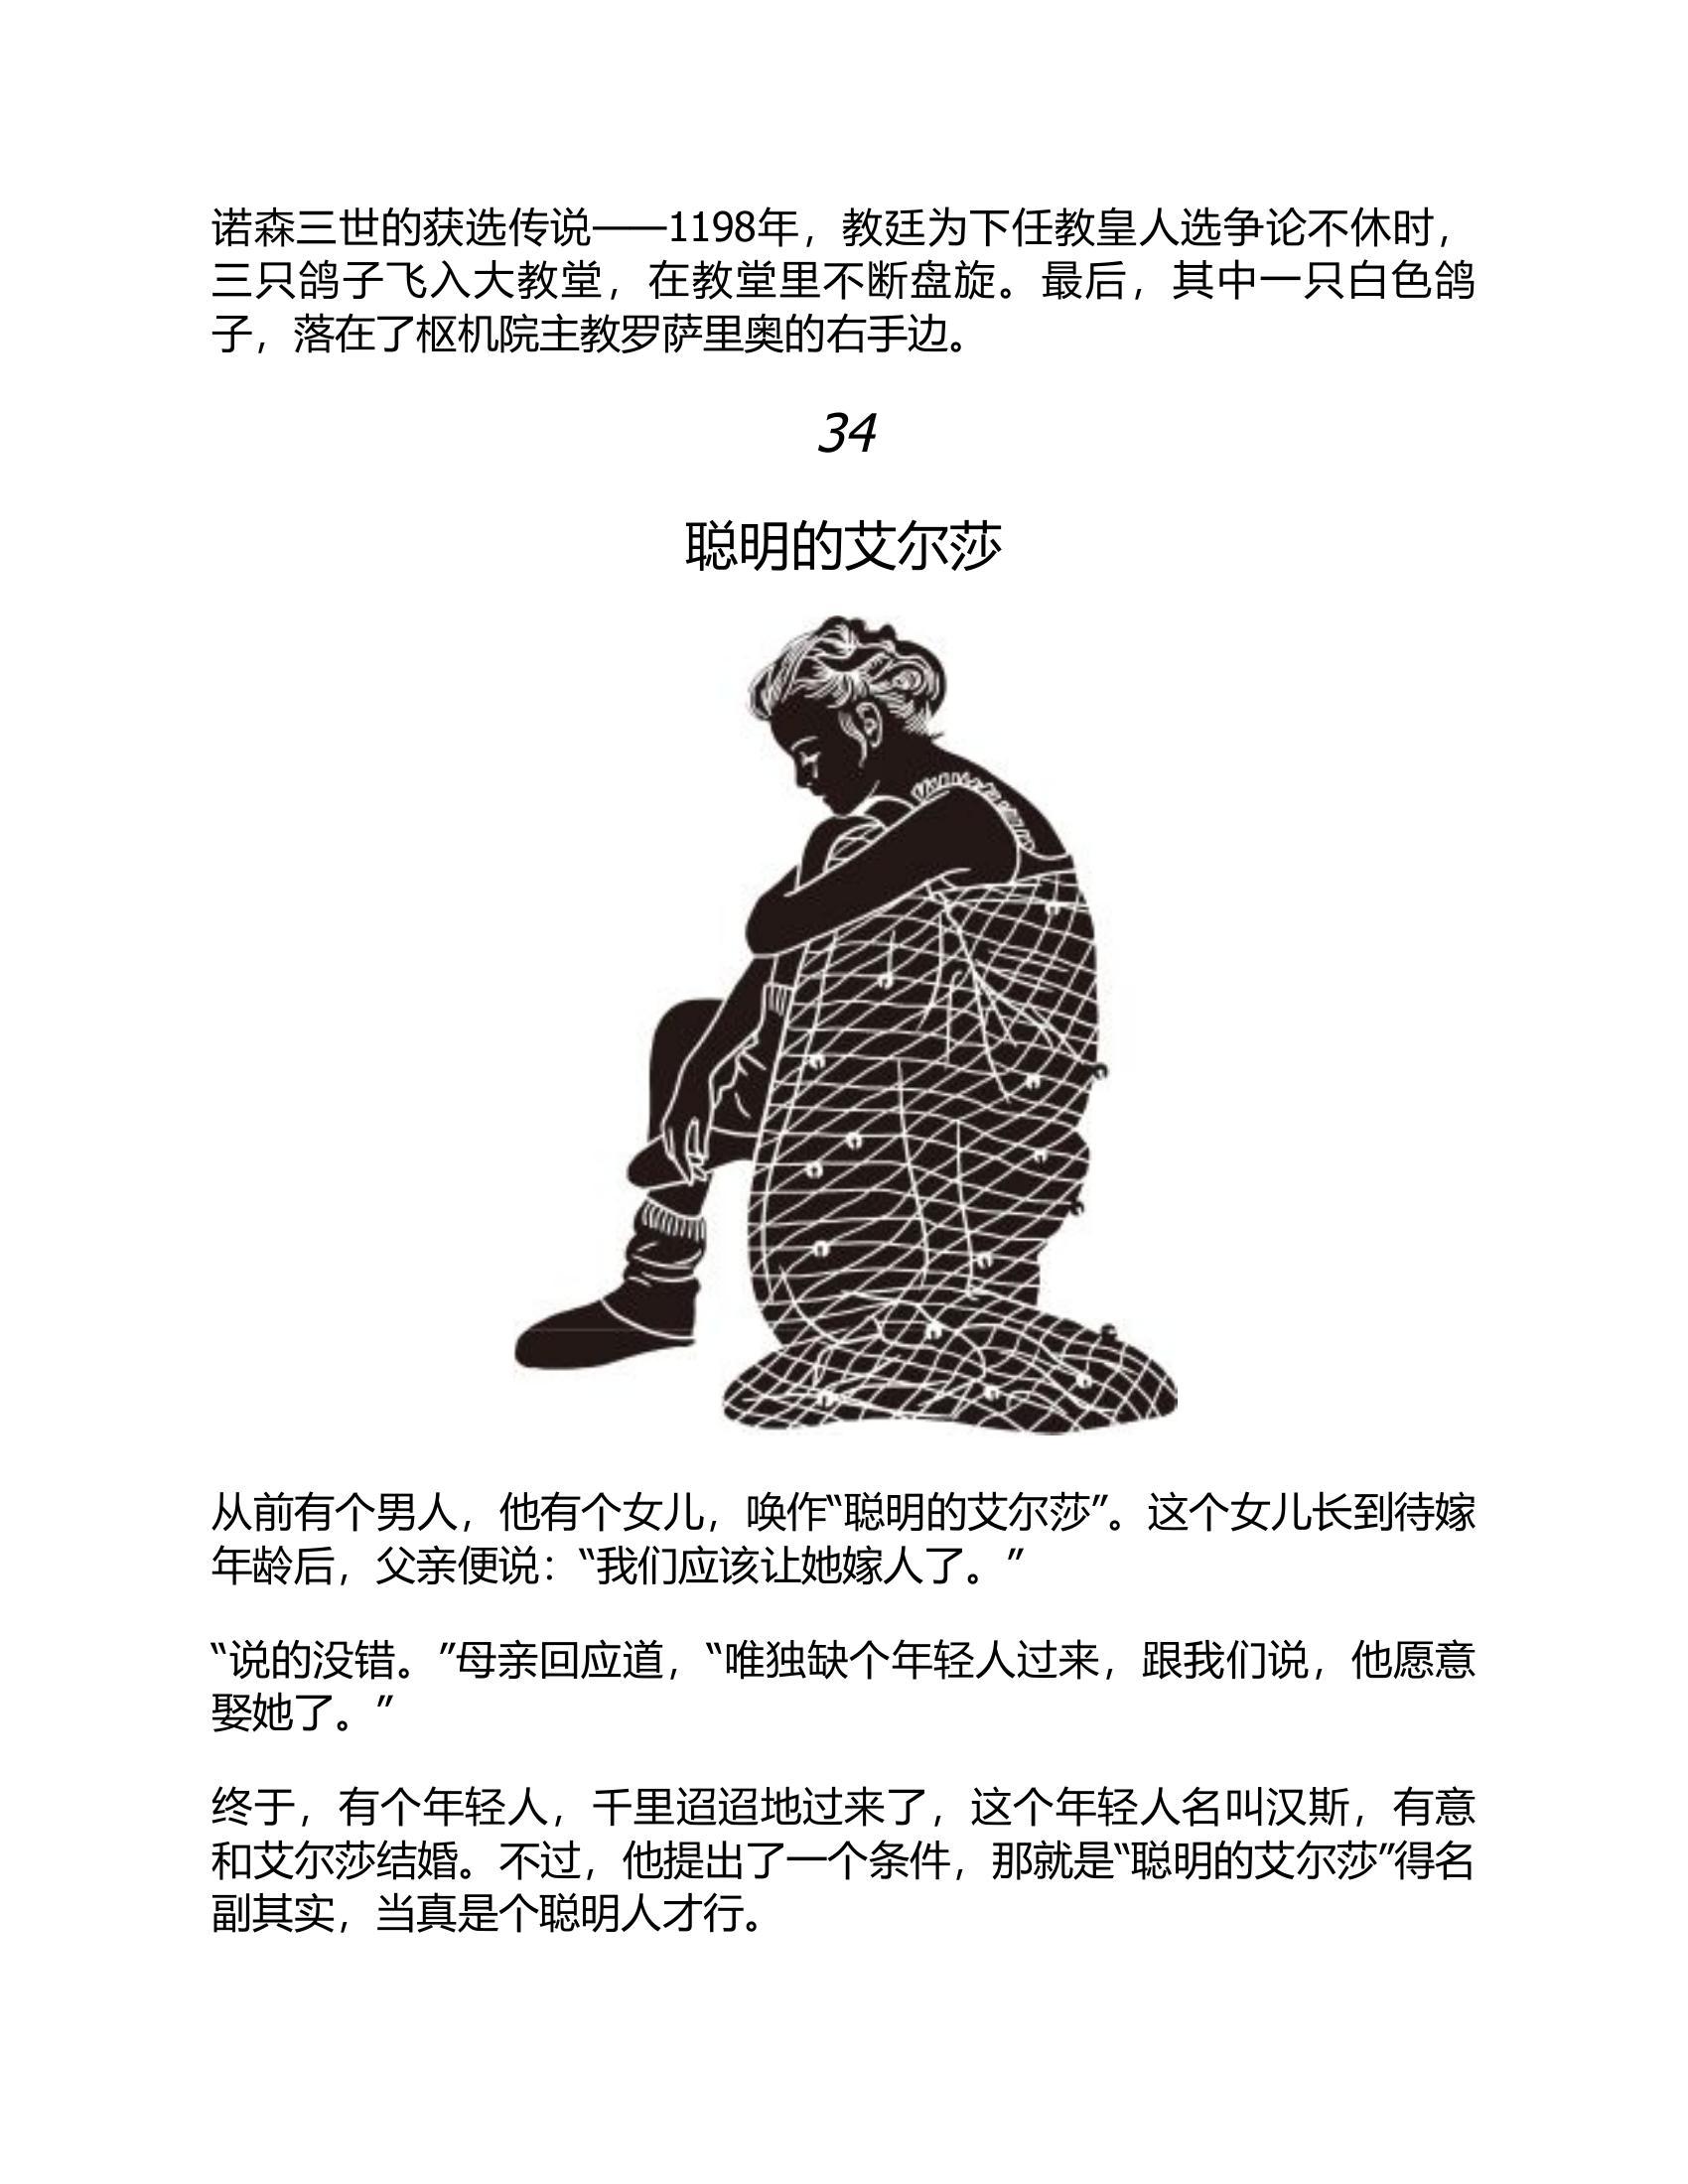 诺森三世的获选传说——1198年，教廷为下任教皇人选争论不休时，
三只鸽子飞入大教堂，在教堂里不断盘旋。最后，其中一只白色鸽
子，落在了枢机院主教罗萨里奥的右手边。
34
聪明的艾尔莎
从前有个男人，他有个女儿，唤作“聪明的艾尔莎”。这个女儿长到待嫁
年龄后，父亲便说：“我们应该让她嫁人了。”
“说的没错。”母亲回应道，“唯独缺个年轻人过来，跟我们说，他愿意
娶她了。”
终于，有个年轻人，千里迢迢地过来了，这个年轻人名叫汉斯，有意
和艾尔莎结婚。不过，他提出了一个条件，那就是“聪明的艾尔莎”得名
副其实，当真是个聪明人才行。